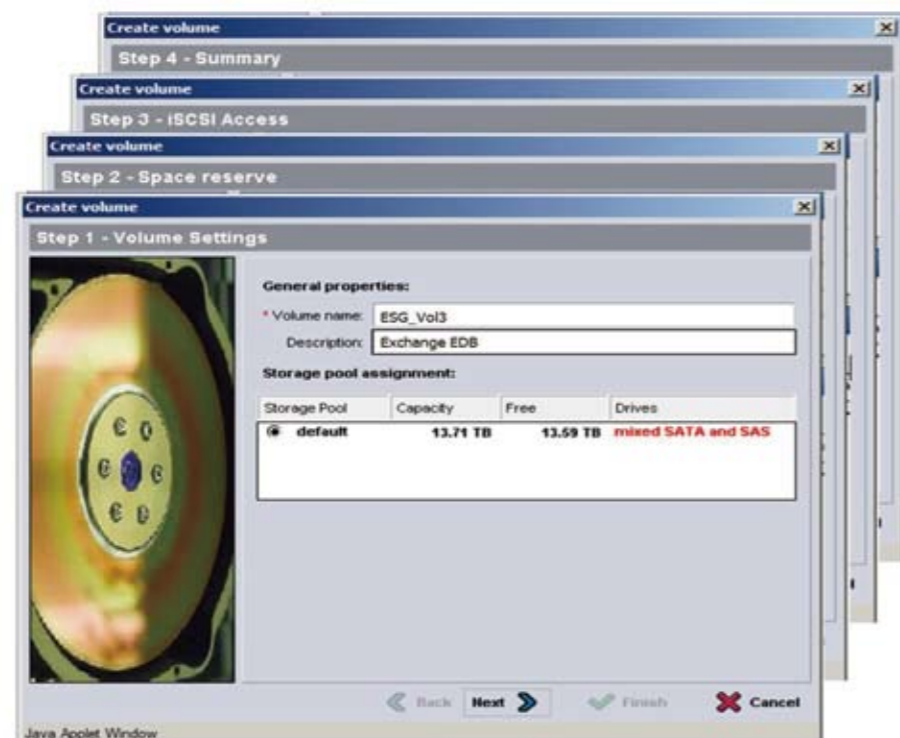 Create volume
Step 4 - Summary
Create volume
Step 3 - iSCSI Access
Create volume
Step 2 - Space reserve
Create volume
Step 1 - Volume Settings
General properties:
* Volume name: ESG_Vol3
Description: Exchange EDB
Storage pool assignment:
Storage Pool Capacity Free Drives
default 13.71 TB 13.59 TB mixed SATA and SAS
Back Next Finish Cancel
Java Applet Window